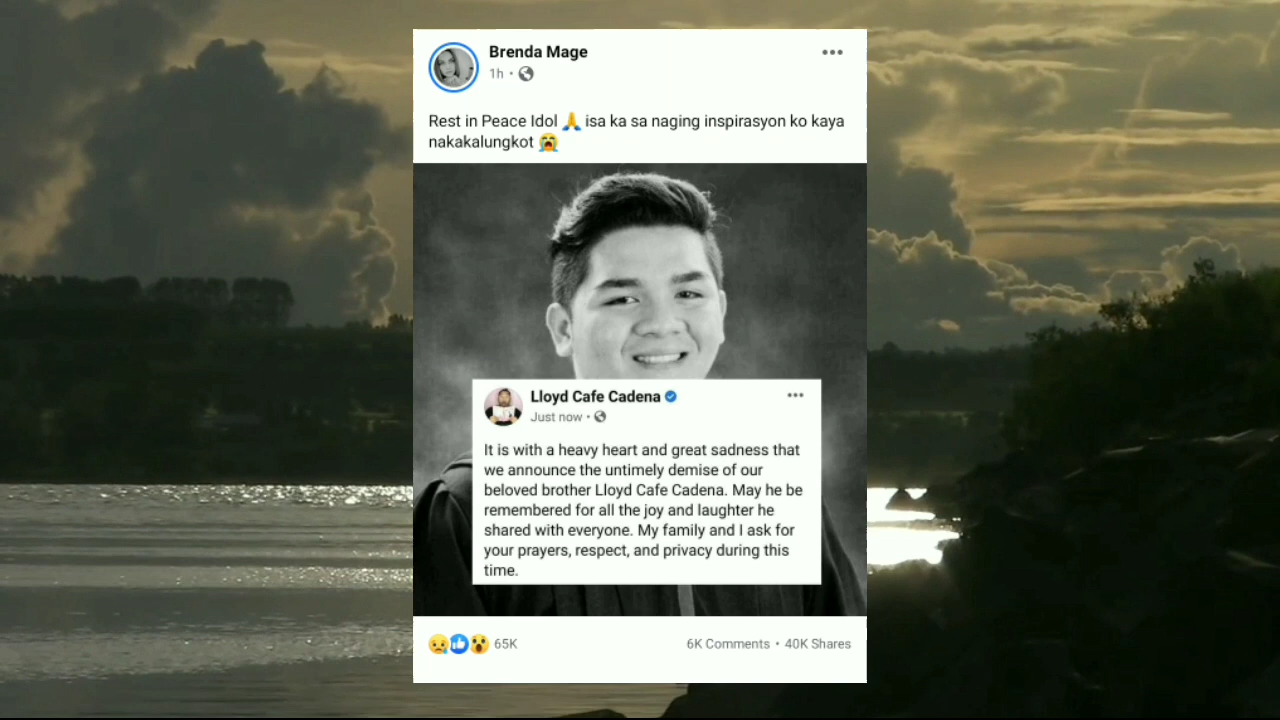 Brenda Mage
1h •
Rest in Peace Idol 🙏 isa ka sa naging inspirasyon ko kaya
nakakalungkot 😭
Lloyd Cafe Cadena
Just now •
It is with a heavy heart and great sadness that
we announce the untimely demise of our
beloved brother Lloyd Cafe Cadena. May he be
remembered for all the joy and laughter he
shared with everyone. My family and I ask for
your prayers, respect, and privacy during this
time.
65K
6K Comments • 40K Shares